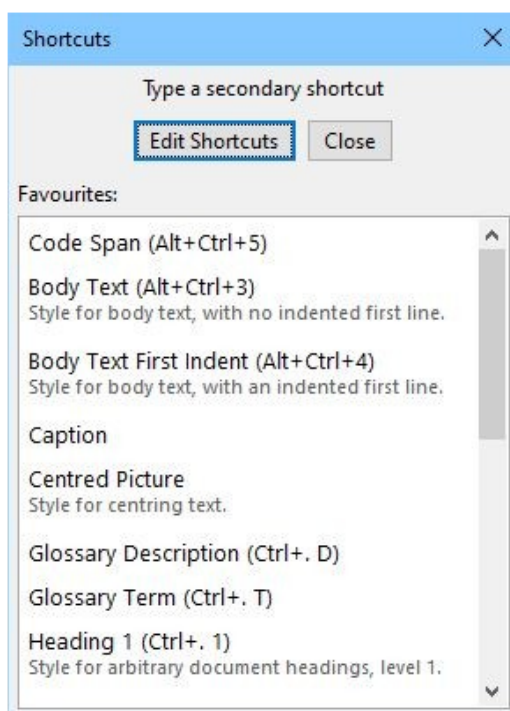 Shortcuts
Type a secondary shortcut
Edit Shortcuts Close
Favourites:
Code Span (Alt+Ctrl+5)
Body Text (Alt+Ctrl+3)
Style for body text, with no indented first line.
Body Text First Indent (Alt+Ctrl+4)
Style for body text, with an indented first line.
Caption
Centred Picture
Style for centring text.
Glossary Description (Ctrl+. D)
Glossary Term (Ctrl+. T)
Heading 1 (Ctrl+. 1)
Style for arbitrary document headings, level 1.